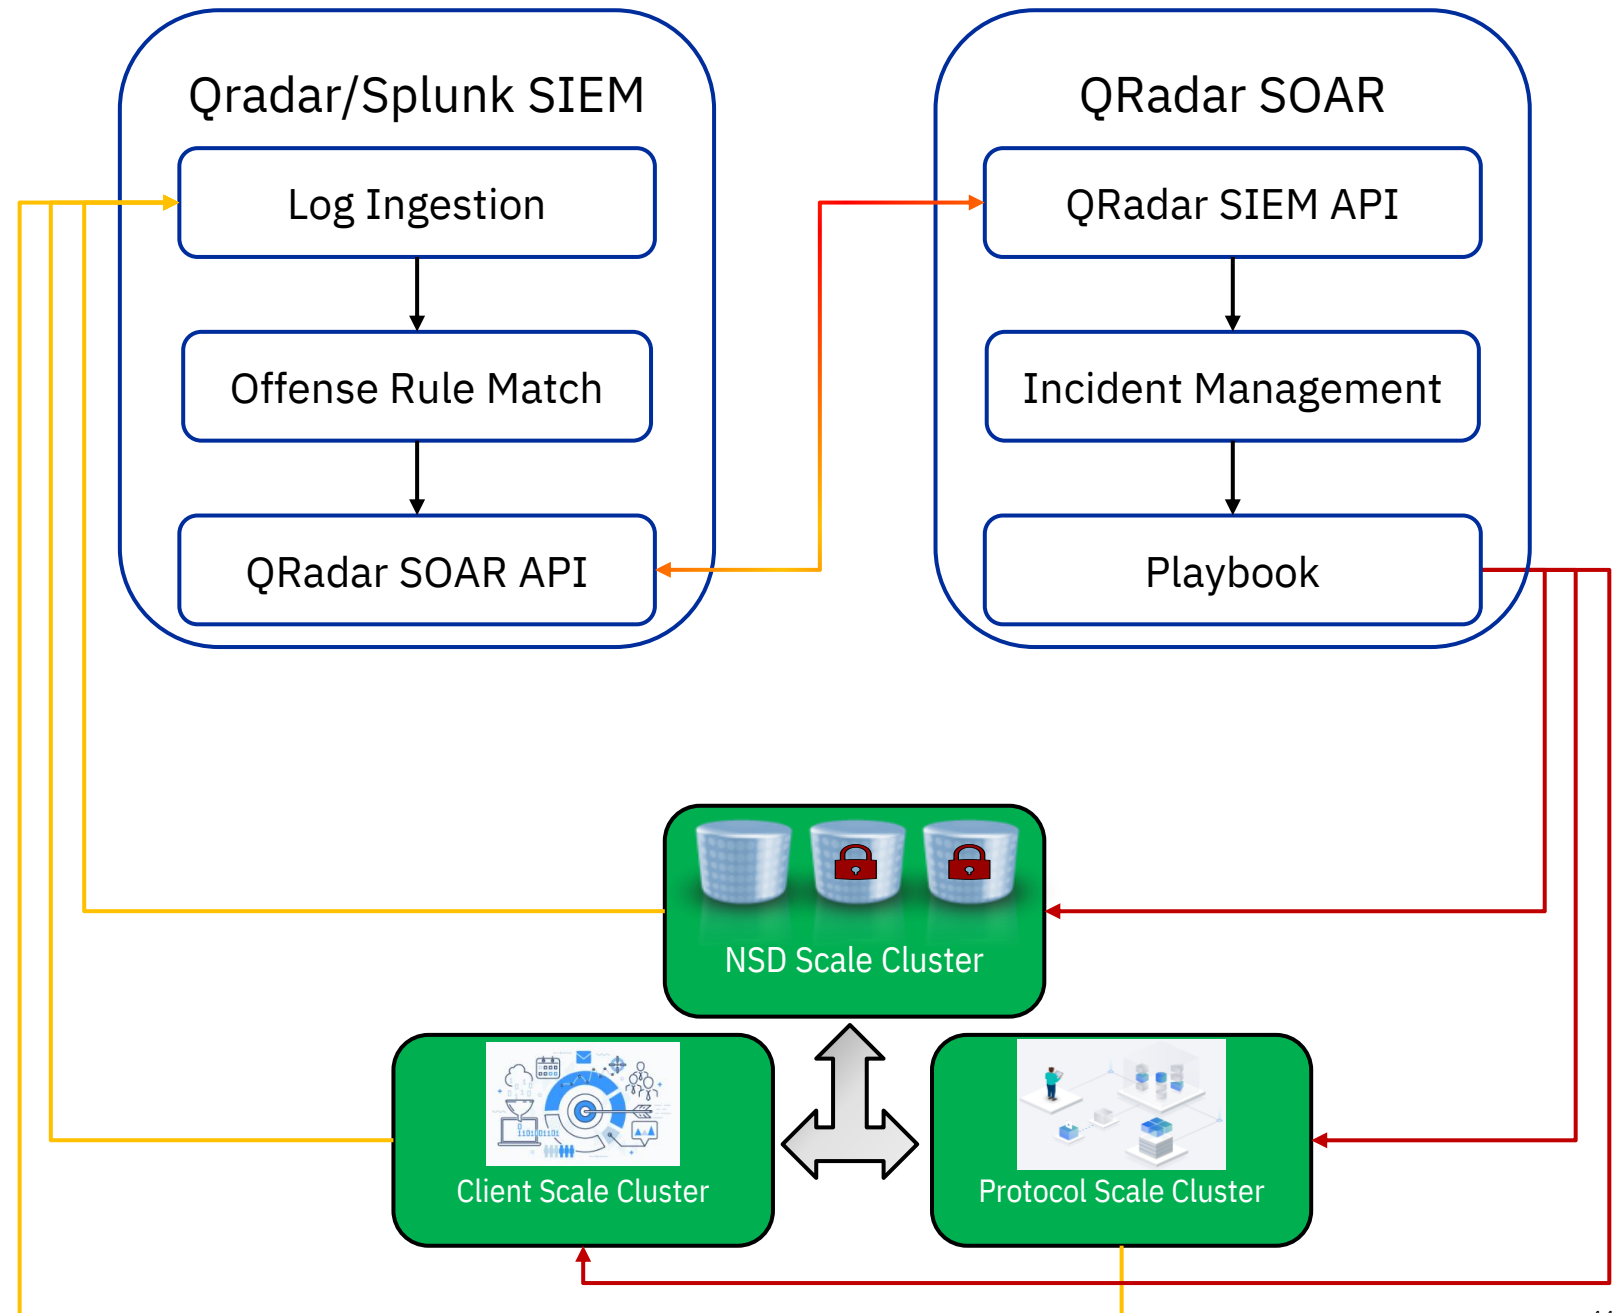 Qradar/Splunk SIEM
Log Ingestion
Offense Rule Match
QRadar SOAR API
QRadar SOAR
QRadar SIEM API
Incident Management
Playbook
NSD Scale Cluster
Client Scale Cluster
Protocol Scale Cluster